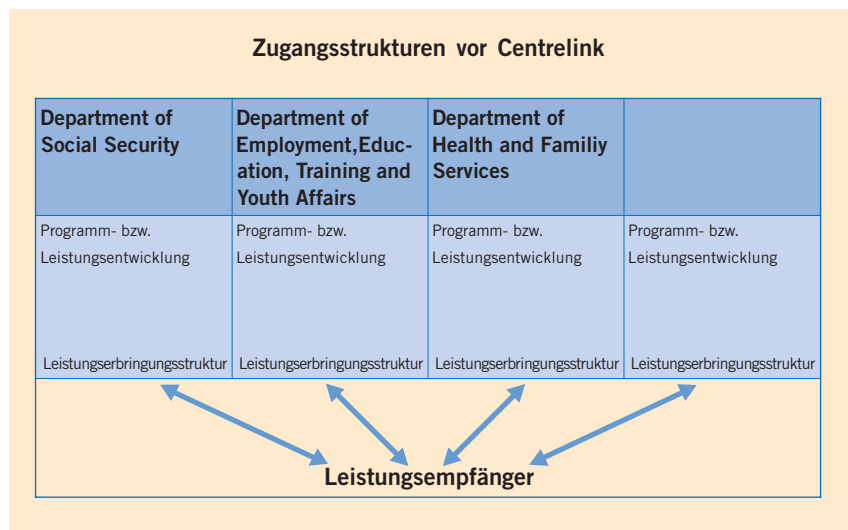 Zugangsstrukturen vor Centrelink
Department of
Social Security
Department of
Employment,Educ-
ation, Training and
Youth Affairs
Department of
Health and Familiy
Services
Programm- bzw.
Leistungsentwicklung
Programm- bzw.
Leistungsentwicklung
Programm- bzw.
Leistungsentwicklung
Programm- bzw.
Leistungsentwicklung
Leistungserbringungsstruktur
Leistungserbringungsstruktur
Leistungserbringungsstruktur
Leistungserbringungsstruktur
Leistungsempfänger